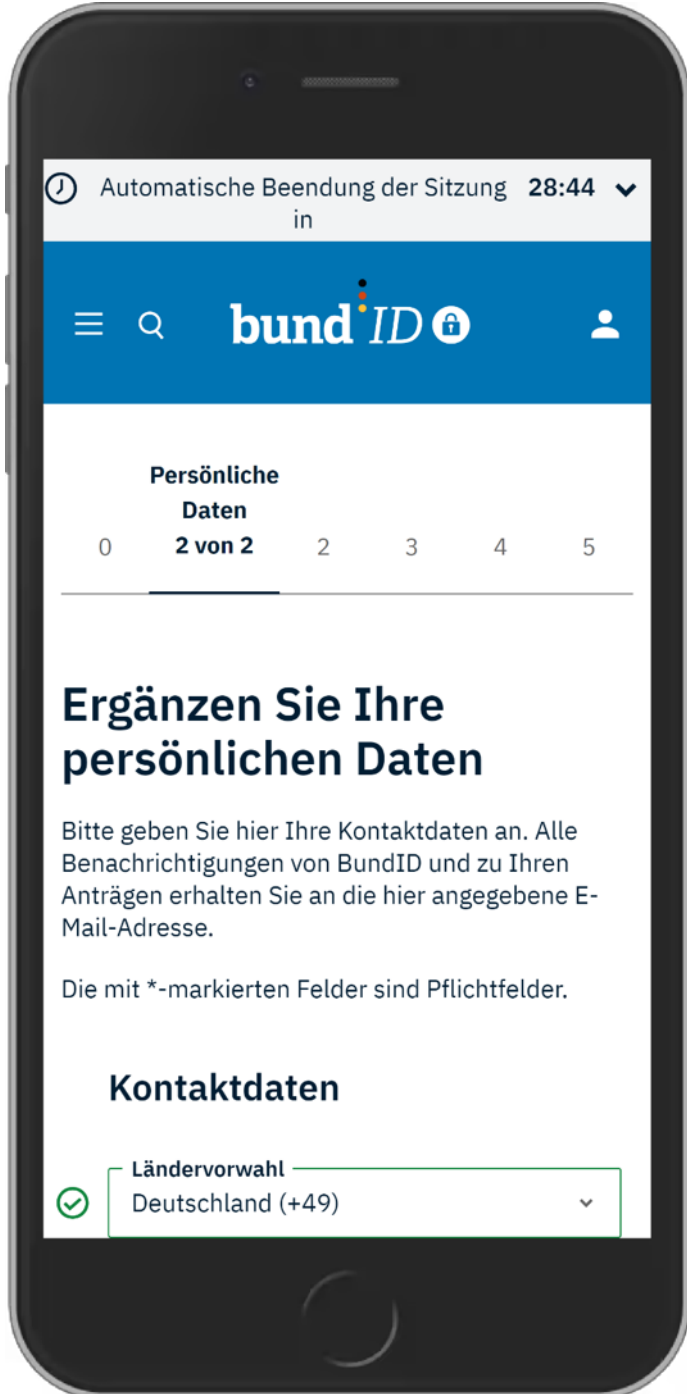 Automatische Beendung der Sitzung 28:44
in
bund ID
Persönliche
Daten
0 2 von 2 2 3 4 5
Ergänzen Sie Ihre
persönlichen Daten
Bitte geben Sie hier Ihre Kontaktdaten an. Alle
Benachrichtigungen von BundID und zu Ihren
Anträgen erhalten Sie an die hier angegebene E-
Mail-Adresse.
Die mit *-markierten Felder sind Pflichtfelder.
Kontaktdaten
Ländervorwahl
Deutschland (+49)